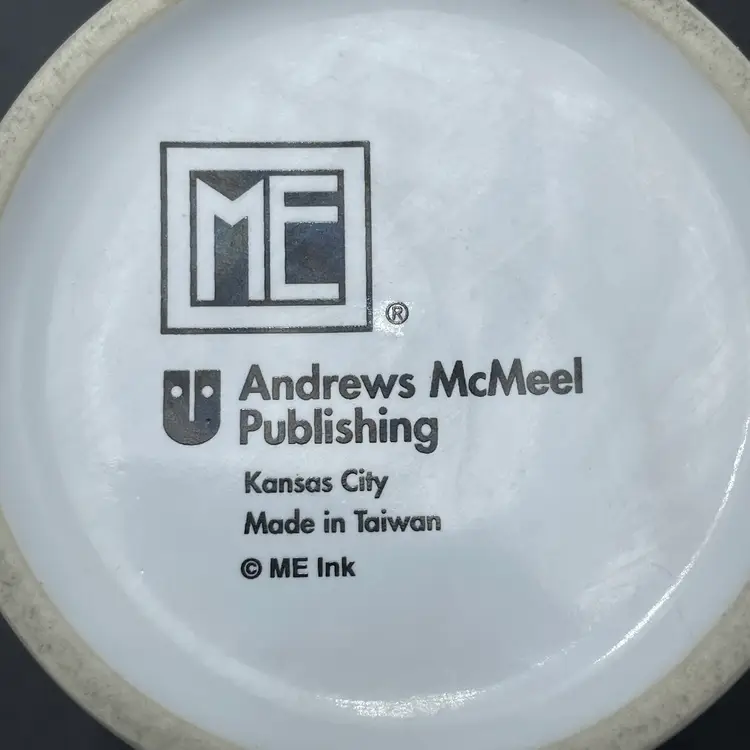 ME
®
Andrews McMeel
Publishing
Kansas City
Made in Taiwan
© ME Ink